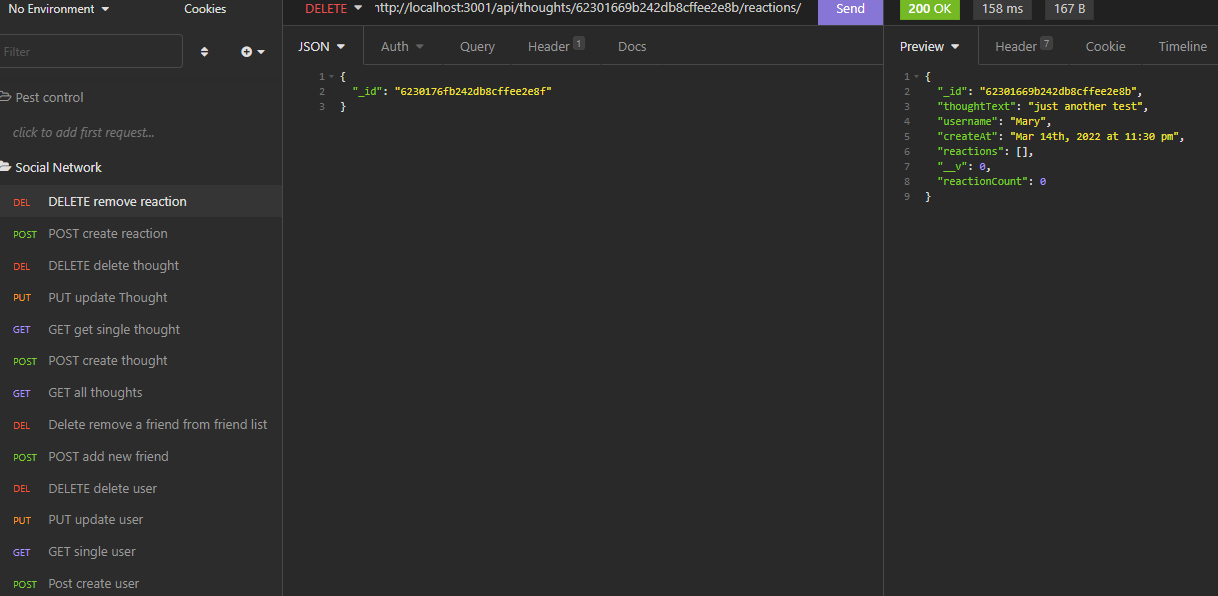 No Environment
Cookies
Filter
Pest control
click to add first request...
Social Network
DEL DELETE remove reaction
POST POST create reaction
DEL DELETE delete thought
PUT PUT update Thought
GET GET get single thought
POST POST create thought
GET GET all thoughts
DEL Delete remove a friend from friend list
POST POST add new friend
DEL DELETE delete user
PUT PUT update user
GET GET single user
POST Post create user
DELETE http://localhost:3001/api/thoughts/62301669b242db8cffee2e8b/reactions/ Send
JSON Auth Query Header 1 Docs
1 {
2 "_id": "6230176fb242db8cffee2e8f"
3 }
200 OK 158 ms 167 B
Preview Header 7 Cookie Timeline
1 {
2 "_id": "62301669b242db8cffee2e8b",
3 "thoughtText": "just another test",
4 "username": "Mary",
5 "createAt": "Mar 14th, 2022 at 11:30 pm",
6 "reactions": [],
7 "__v": 0,
8 "reactionCount": 0
9 }